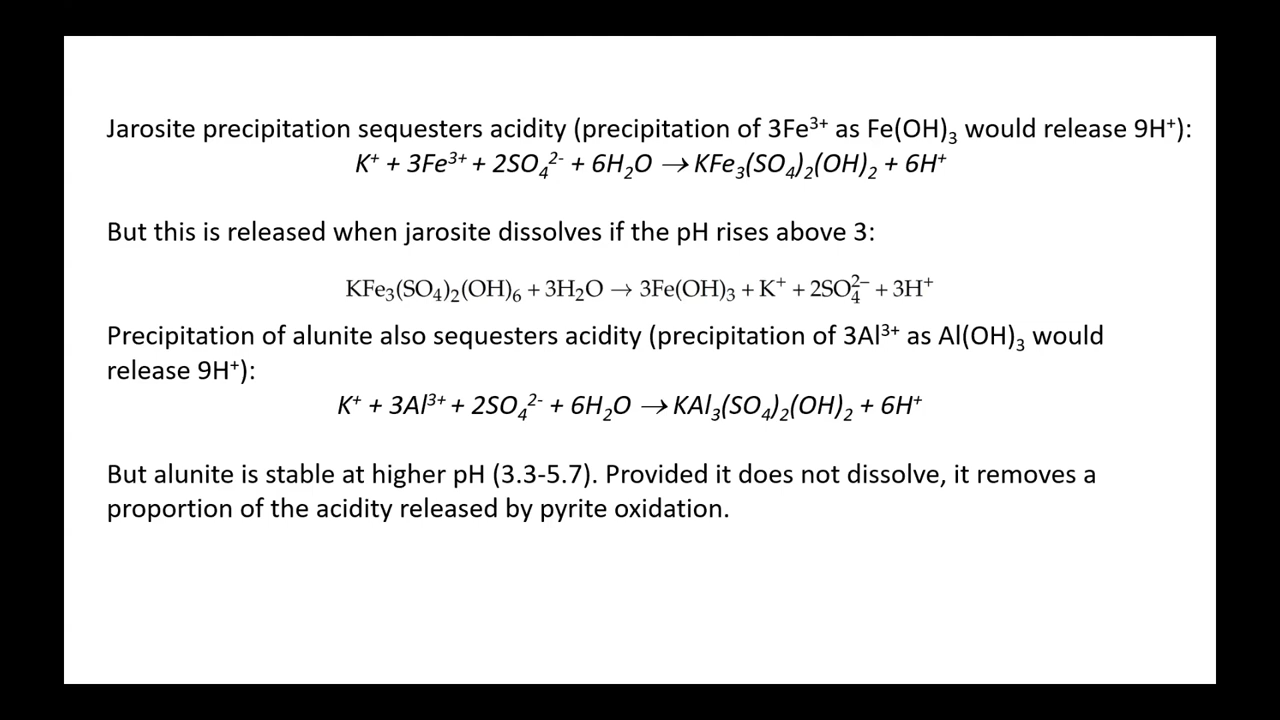 Jarosite precipitation sequesters acidity (precipitation of 3Fe³⁺ as Fe(OH)₃ would release 9H⁺):
K⁺ + 3Fe³⁺ + 2SO₄²⁻ + 6H₂O → KFe₃(SO₄)₂(OH)₂ + 6H⁺
But this is released when jarosite dissolves if the pH rises above 3:
KFe₃(SO₄)₂(OH)₆ + 3H₂O → 3Fe(OH)₃ + K⁺ + 2SO₄²⁻ + 3H⁺
Precipitation of alunite also sequesters acidity (precipitation of 3Al³⁺ as Al(OH)₃ would
release 9H⁺):
K⁺ + 3Al³⁺ + 2SO₄²⁻ + 6H₂O → KAl₃(SO₄)₂(OH)₂ + 6H⁺
But alunite is stable at higher pH (3.3-5.7). Provided it does not dissolve, it removes a
proportion of the acidity released by pyrite oxidation.